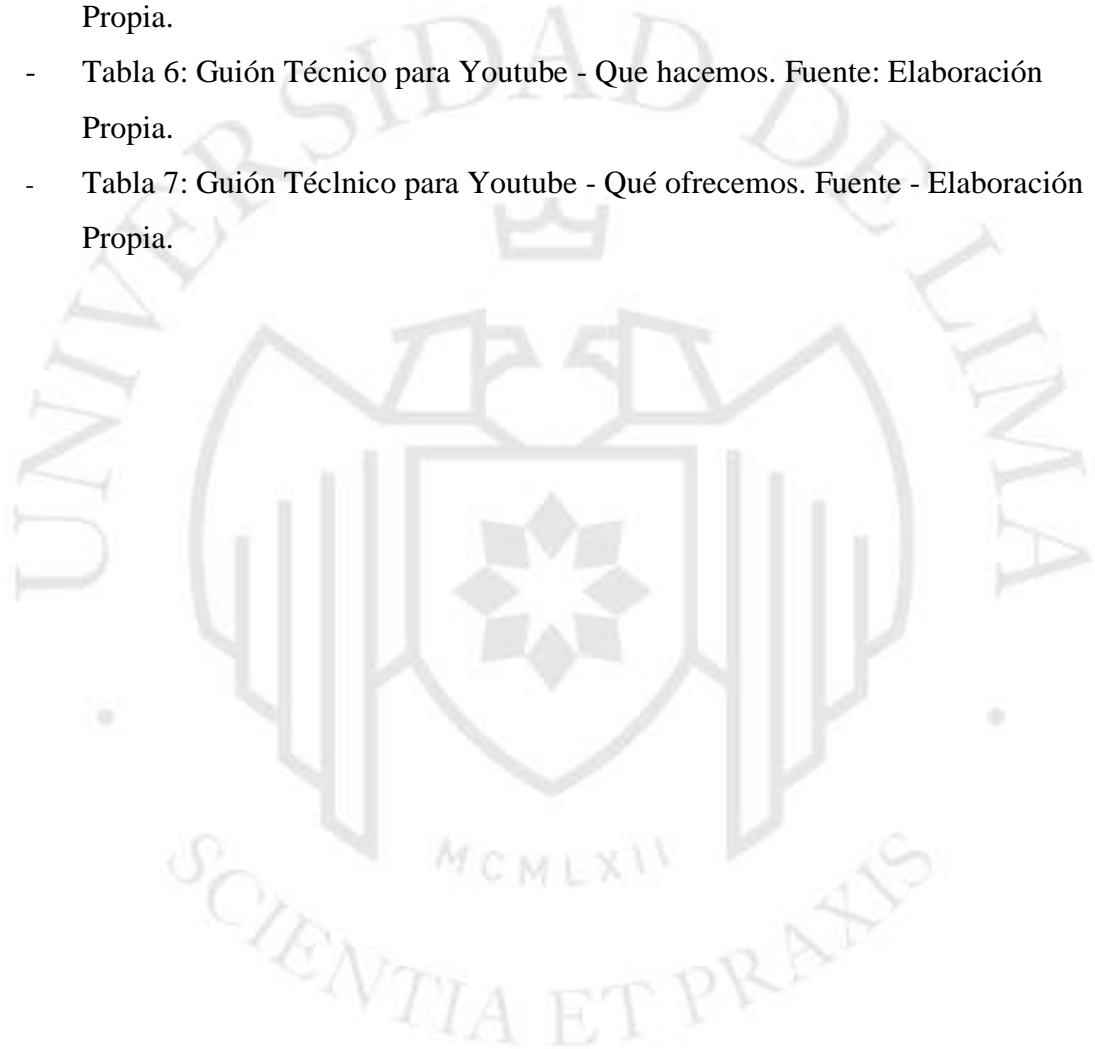 Propia.
- Tabla 6: Guión Técnico para Youtube - Que hacemos. Fuente: Elaboración
Propia.
- Tabla 7: Guión Téclnico para Youtube - Qué ofrecemos. Fuente - Elaboración
Propia.
UNIVERSIDAD DE LIMA
MCMLXII
SCIENTIA ET PRAXIS